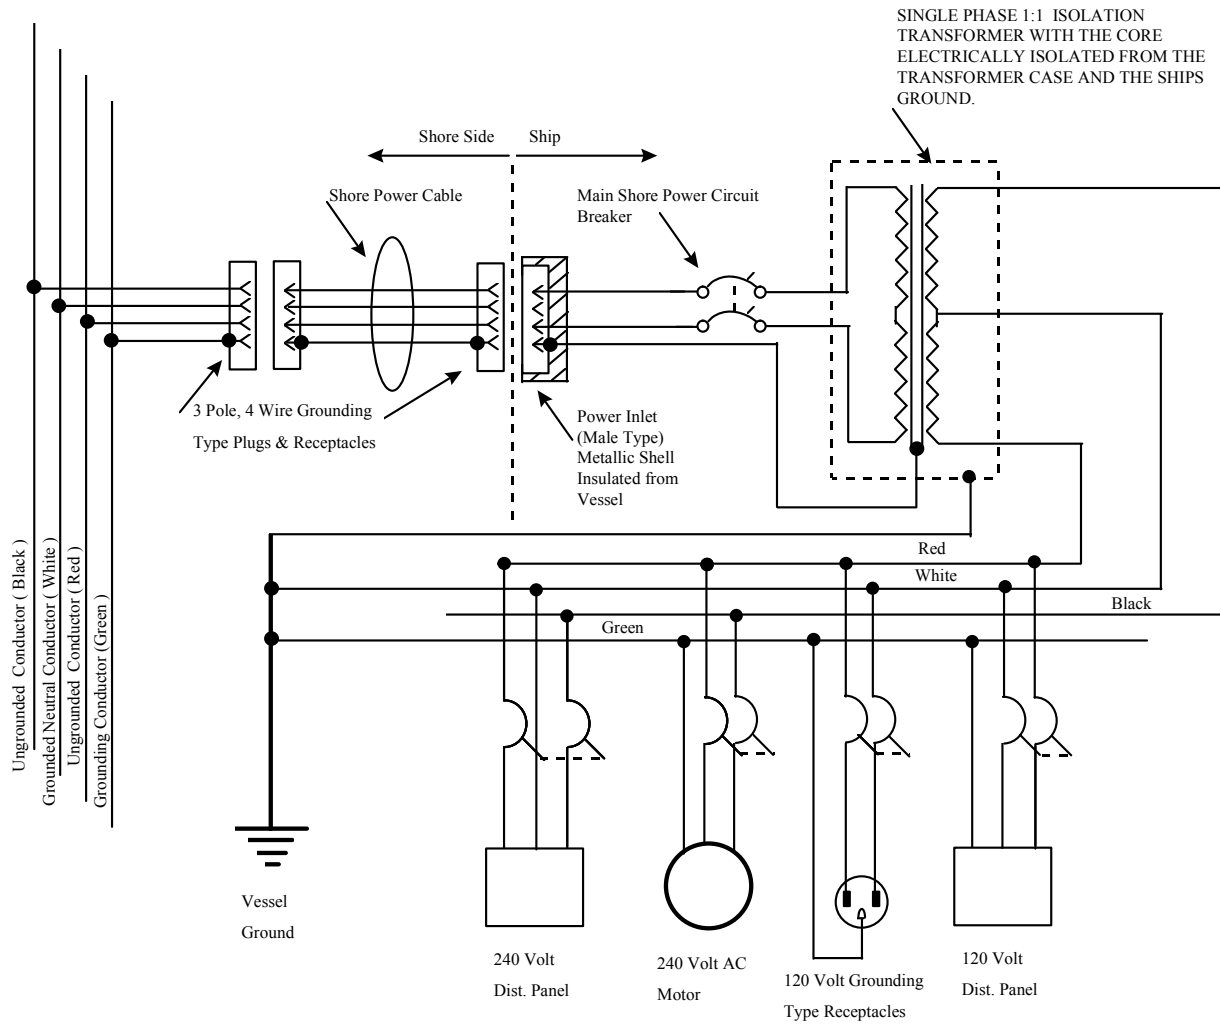 SINGLE PHASE 1:1 ISOLATION
TRANSFORMER WITH THE CORE
ELECTRICALLY ISOLATED FROM THE
TRANSFORMER CASE AND THE SHIPS
GROUND.
Shore Side
Ship
Shore Power Cable
Main Shore Power Circuit
Breaker
3 Pole, 4 Wire Grounding
Type Plugs & Receptacles
Power Inlet
(Male Type)
Metallic Shell
Insulated from
Vessel
Ungrounded Conductor ( Black )
Grounded Neutral Conductor ( White )
Ungrounded Conductor ( Red )
Grounding Conductor (Green )
Red
White
Black
Green
Vessel
Ground
240 Volt
Dist. Panel
240 Volt AC
Motor
120 Volt Grounding
Type Receptacles
120 Volt
Dist. Panel